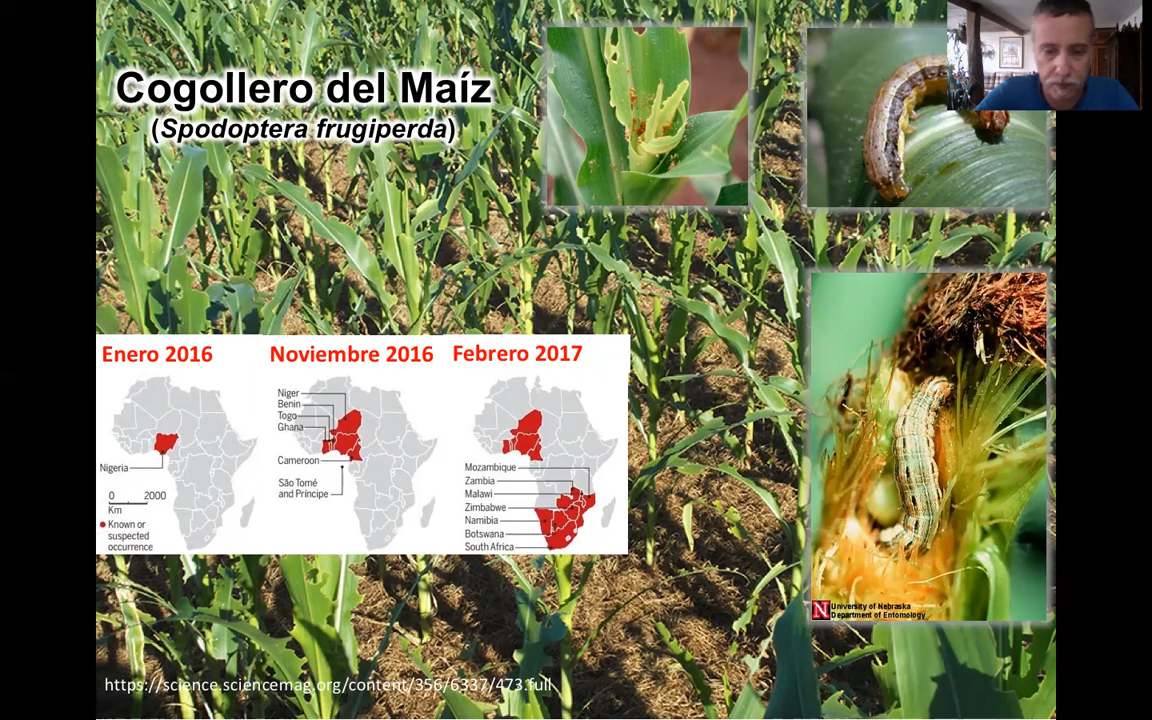 Cogollero del Maíz
(Spodoptera frugiperda)
Enero 2016
Noviembre 2016
Febrero 2017
Nigeria
0 2000
Km
Known or
suspected
occurrence
Niger
Benin
Togo
Ghana
Cameroon
São Tomé
and Príncipe
Mozambique
Zambia
Malawi
Zimbabwe
Namibia
Botswana
South Africa
N
University of Nebraska
Department of Entomology
https://science.sciencemag.org/content/356/6337/473.full